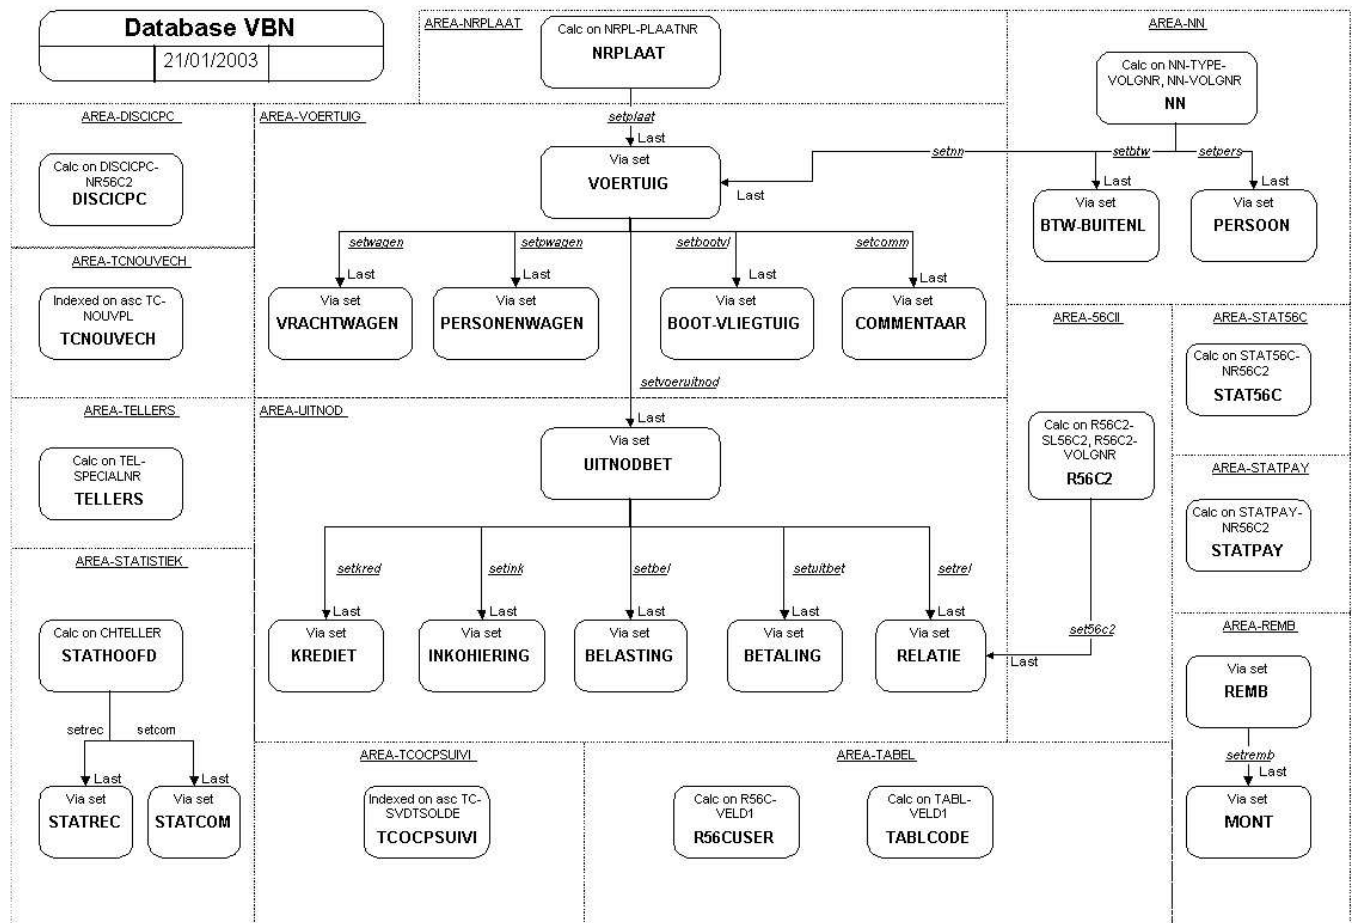 Database VBN
21/01/2003
AREA-NRPLAAT
Calc on NRPL-PLAATNR
NRPLAAT
AREA-NN
Calc on NN-TYPE-
VOLGNR, NN-VOLGNR
NN
AREA-DISCICPC
Calc on DISCICPC-
NR56C2
DISCICPC
AREA-VOERTUIG
setplaat
Last
Via set
VOERTUIG
setnn
Last
setbtw
Last
Via set
BTW-BUITENL
setpers
Last
Via set
PERSOON
setwagen
Last
Via set
VRACHTWAGEN
setpwagen
Last
Via set
PERSONENWAGEN
setbootvl
Last
Via set
BOOT-VLIEGTUIG
setcomm
Last
Via set
COMMENTAAR
AREA-TCNOUVECH
Indexed on asc TC-
NOUVPL
TCNOUVECH
AREA-56CII
Calc on R56C2-
SL56C2, R56C2-
VOLGNR
R56C2
set56c2
Last
AREA-STAT56C
Calc on STAT56C-
NR56C2
STAT56C
AREA-TELLERS
Calc on TEL-
SPECIALNR
TELLERS
AREA-UITNOD
setvoeruitnod
Last
Via set
UITNODBET
AREA-STATPAY
Calc on STATPAY-
NR56C2
STATPAY
setkred
Last
Via set
KREDIET
setink
Last
Via set
INKOHIERING
setbel
Last
Via set
BELASTING
setuitbet
Last
Via set
BETALING
setrel
Last
Via set
RELATIE
AREA-STATISTIEK
Calc on CHTELLER
STATHOOFD
setrec
setcom
Last
Last
Via set
STATREC
Via set
STATCOM
AREA-REMB
Via set
REMB
setremb
Last
Via set
MONT
AREA-TCOCPSUIVI
Indexed on asc TC-
SVDTSOLDE
TCOCPSUIVI
AREA-TABEL
Calc on R56C-
VELD1
R56CUSER
Calc on TABL-
VELD1
TABLCODE